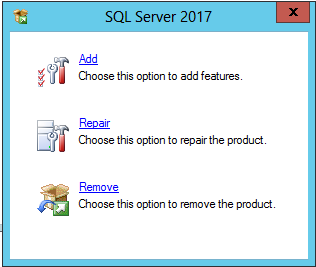 SQL Server 2017
Add
Choose this option to add features.
Repair
Choose this option to repair the product.
Remove
Choose this option to remove the product.